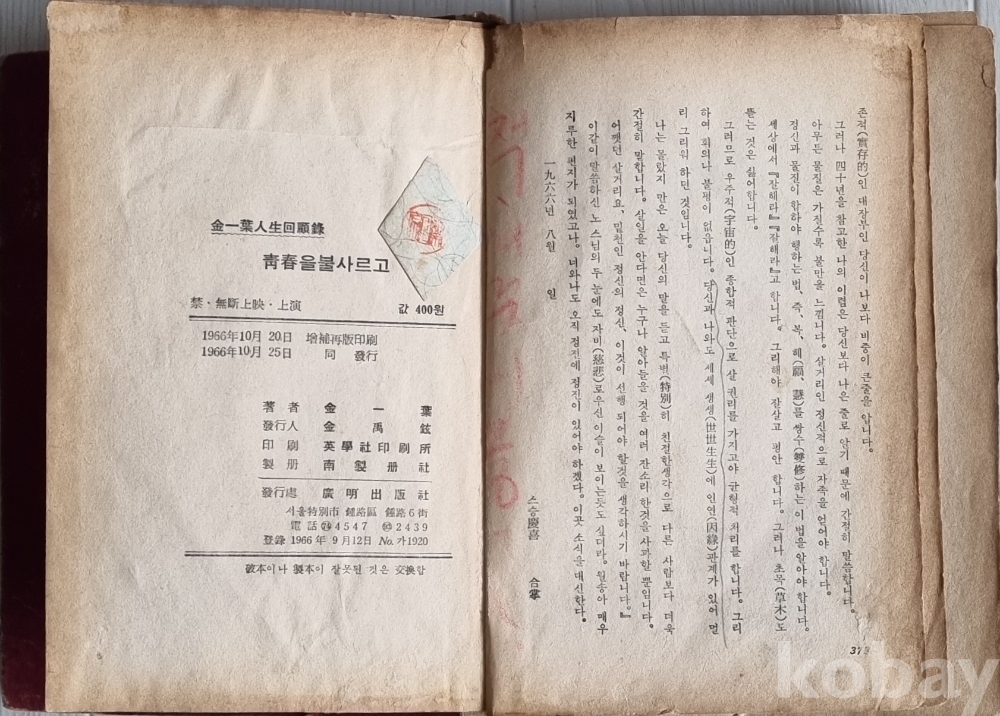 金一葉人生回顧錄
靑春을불사르고
값 400원
禁・無斷上映・上演
1966年10月 20日 增補再版印刷
1966年10月 25日 同 發行
著者 金一葉
發行人 金禹鉉
印刷 英學社印刷所
製册 南製册社
發行處 廣明出版社
서울特別市 鍾路區 鍾路6街
電話 4547 2439
登錄 1966年 9月12日 No.가1920
破本이나 製本이 잘못된 것은 交換함
존적(實存的)인 대장부인 당신이 나보다 비중이 큰줄을 압니다.
그러나 四十년을 참고한 나의 이렴은 당신보다 나은 줄로 알기 때문에 간절히 말씀합니다.
아무든 물질은 가질수록 불만을 느낍니다. 살거리인 정신적으로 자족을 얻어야 합니다.
정신과 물질이 합하야 행하는 법, 즉, 복, 혜(福、慧)를 쌍수(雙修)하는 이 법을 알아야 합니다.
세상에서 『잘해라』『잘해라』고 합니다. 그리해야 잘살고 평안 합니다. 그러나 초목(草木)도
뜯는 것은 싫어합니다.
그러므로 우주적(宇宙的)인 종합적 판단으로 살 권리를 가지고야 균형적 처리를 합니다. 그리
하여 회의나 불평이 없읍니다. 당신과 나와도 세세 생생(世世生生)에 인연(因緣)관계가 있어 멀
리 그리워 하던 것입니다.
나는 몰랐지 만은 오늘 당신의 말을 듣고 특별(特別)히 친절한생각으로 다른 사람보다 더욱
간절히 말합니다. 살일을 안다면은 누구나 알아들을 것을 여러 잔소리 한것을 사과할 뿐입니다.
어쨋던 살거리요, 밑천인 정신의 정신, 이것이 선행 되어야 할것을 생각하시기 바랍니다.』
이같이 말씀하신 노 스님의 두 눈에도 자비(慈悲)로우신 이슬이 보이는듯도 싶더라. 월송아 매우
지루한 편지가 되였고나. 너와나도 오직 정진에 정진이 있어야 하겠다. 이곳 소식을 대신한다.
一九六六년 八월 일
스승慶喜 合掌
373
kobay